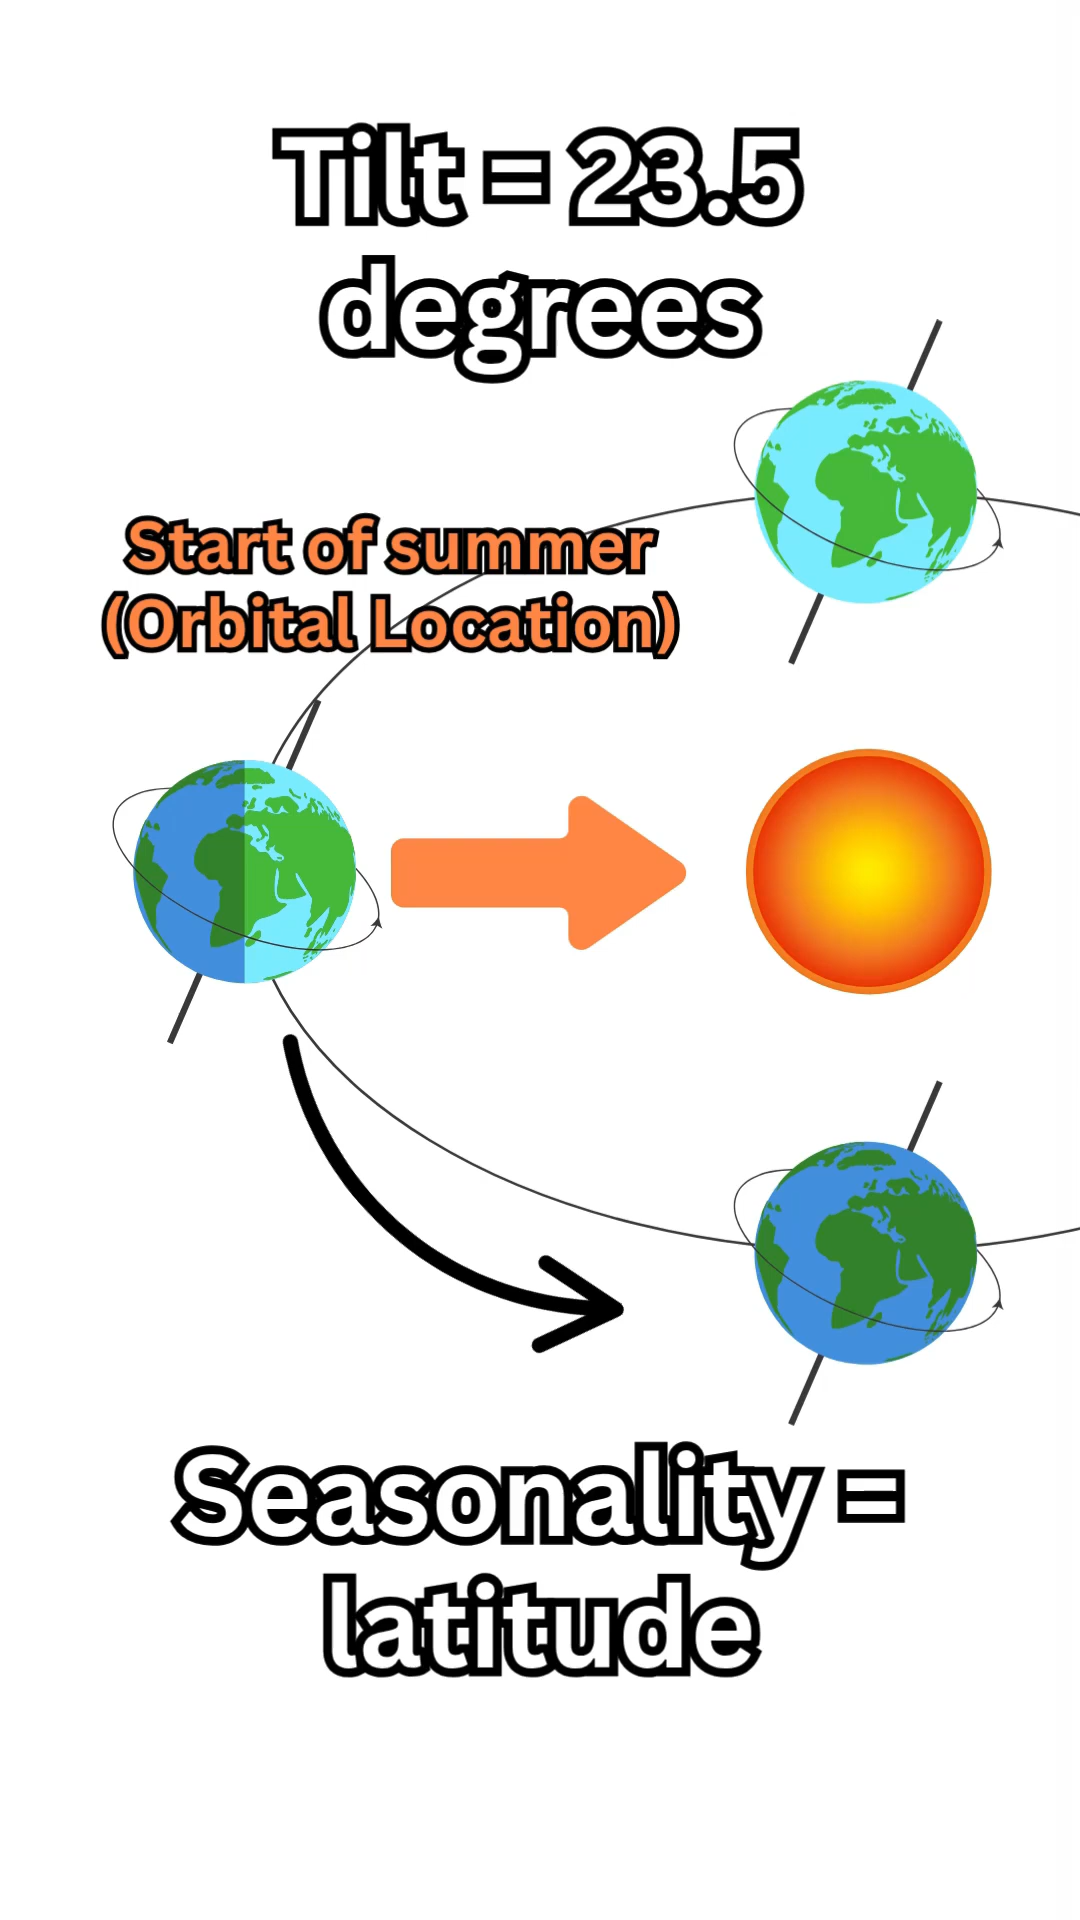 Tilt = 23.5
degrees
Start of summer
(Orbital Location)
Seasonality =
latitude